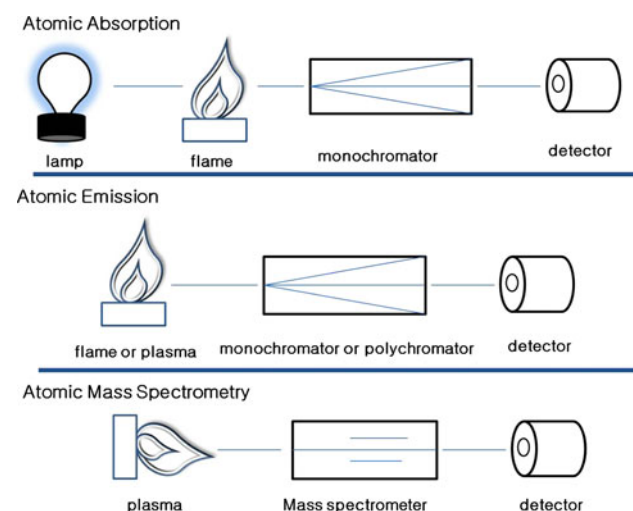 Atomic Absorption
lamp
flame
monochromator
detector
Atomic Emission
flame or plasma
monochromator or polychromator
detector
Atomic Mass Spectrometry
plasma
Mass spectrometer
detector